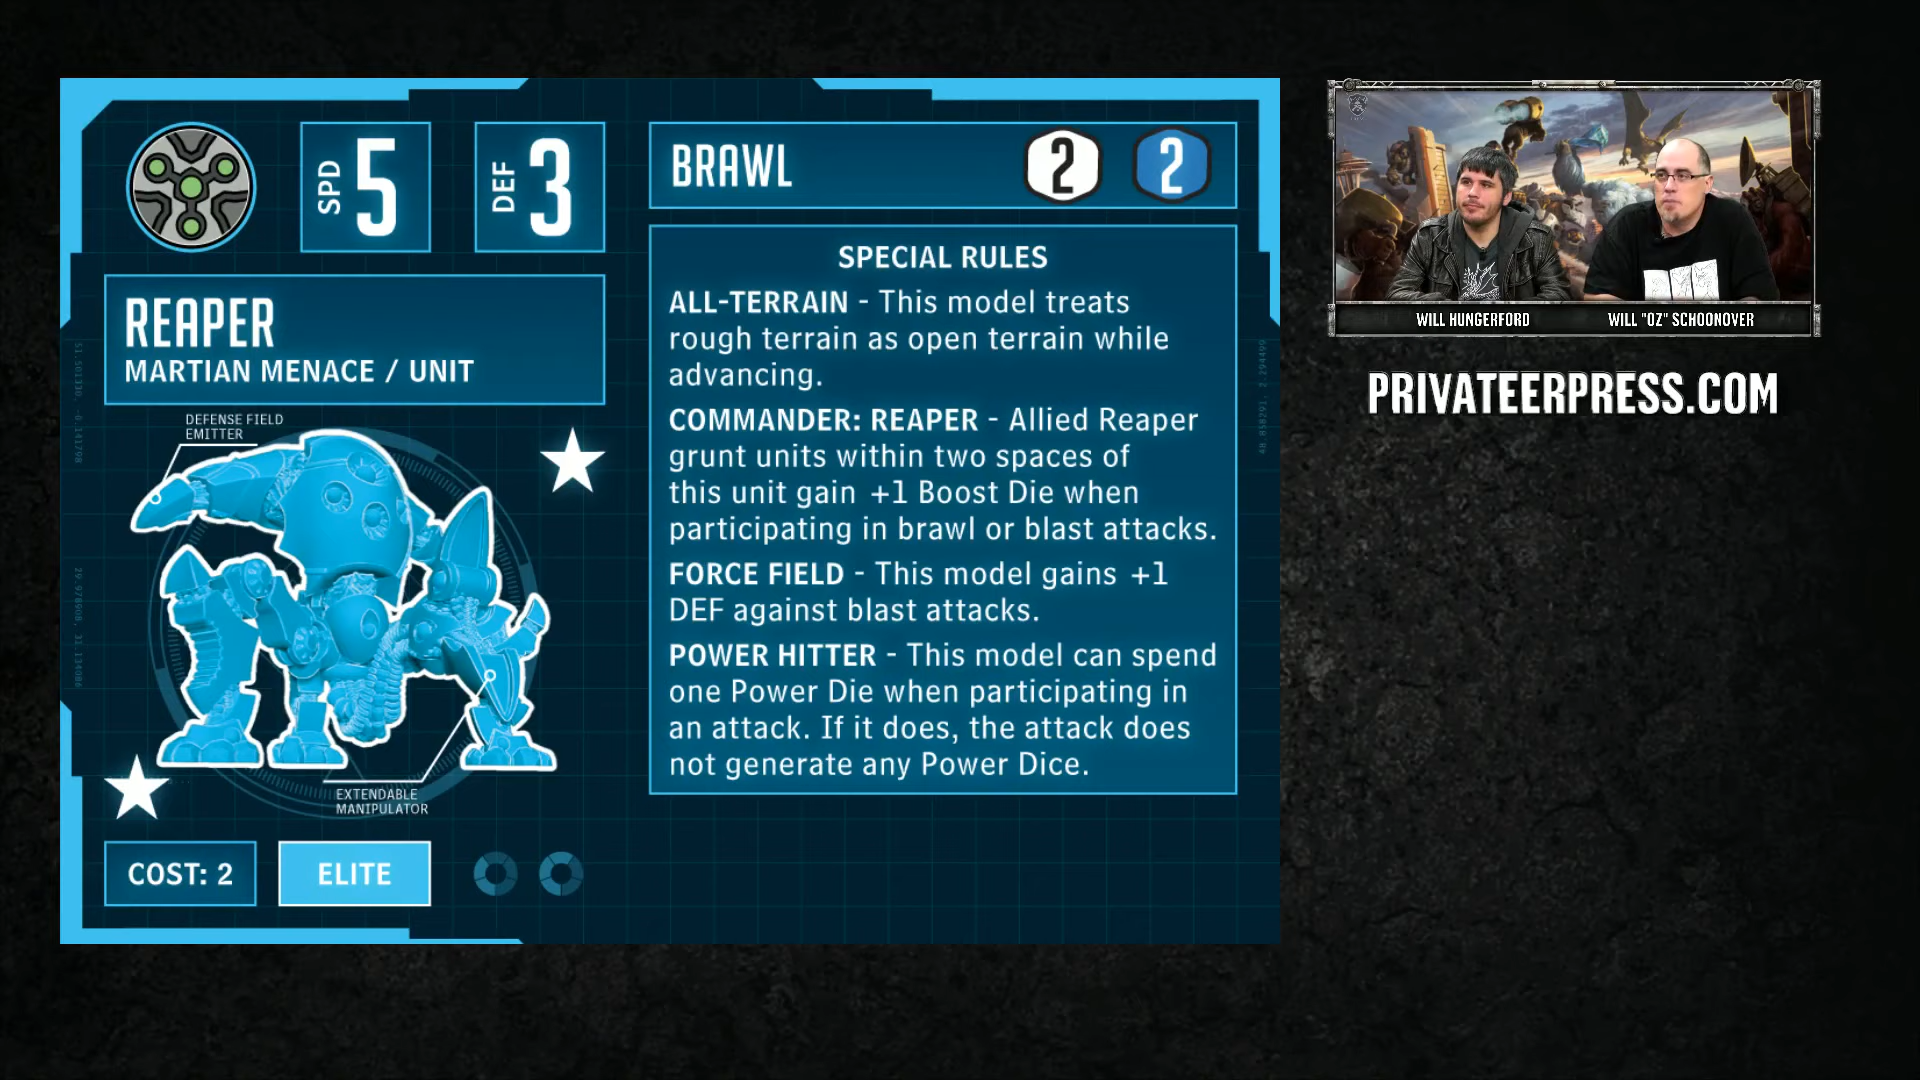 SPD
5
DEF
3
REAPER
MARTIAN MENACE / UNIT
DEFENSE FIELD
EMITTER
EXTENDABLE
MANIPULATOR
COST: 2
ELITE
BRAWL 2 2
SPECIAL RULES
ALL-TERRAIN - This model treats
rough terrain as open terrain while
advancing.
COMMANDER: REAPER - Allied Reaper
grunt units within two spaces of
this unit gain +1 Boost Die when
participating in brawl or blast attacks.
FORCE FIELD - This model gains +1
DEF against blast attacks.
POWER HITTER - This model can spend
one Power Die when participating in
an attack. If it does, the attack does
not generate any Power Dice.
WILL HUNGERFORD
WILL "OZ" SCHOONOVER
PRIVATEERPRESS.COM